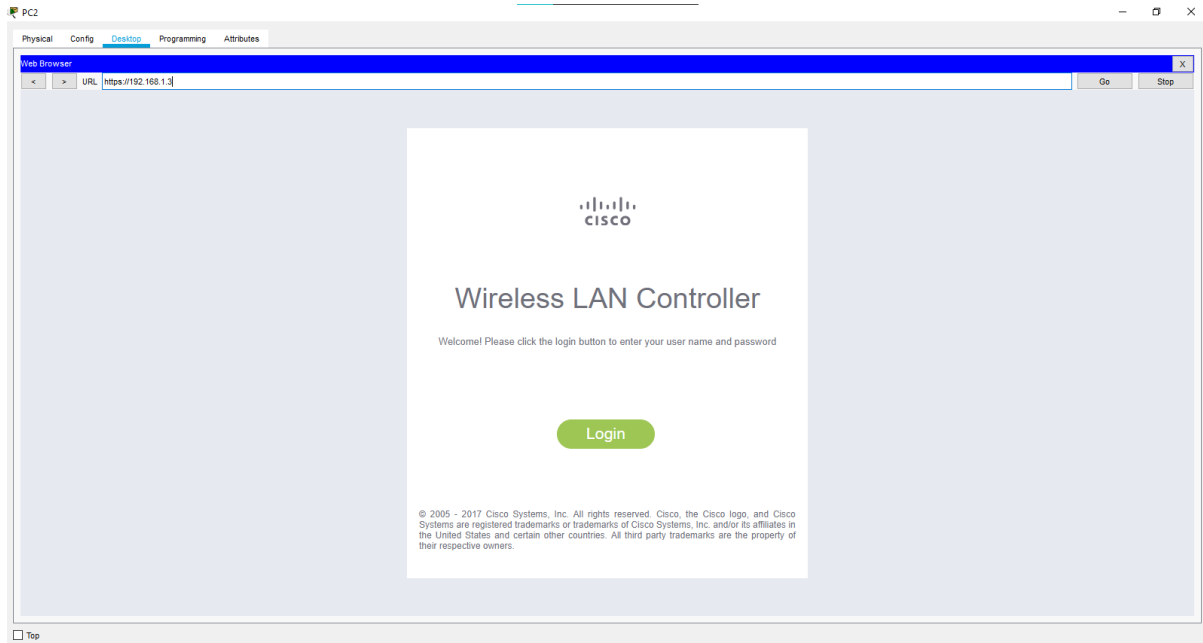 PC2
Physical Config Desktop Programming Attributes
Web Browser X
< > URL https://192.168.1.3 Go Stop
CISCO
Wireless LAN Controller
Welcome! Please click the login button to enter your user name and password
Login
© 2005 - 2017 Cisco Systems, Inc. All rights reserved. Cisco, the Cisco logo, and Cisco
Systems are registered trademarks or trademarks of Cisco Systems, Inc. and/or its affiliates in
the United States and certain other countries. All third party trademarks are the property of
their respective owners.
Top